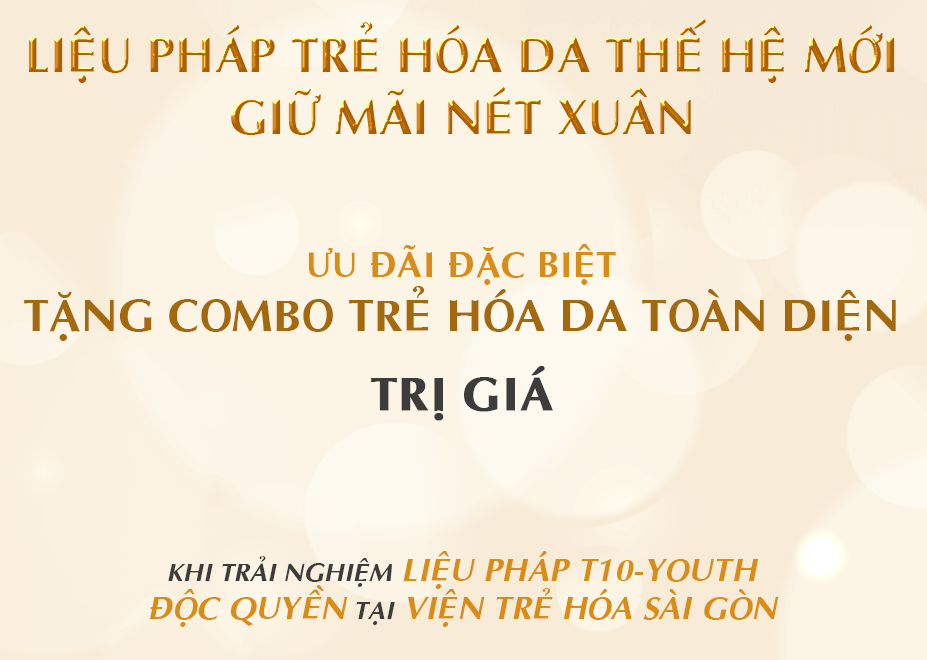 LIỆU PHÁP TRẺ HÓA DA THẾ HỆ MỚI
GIỮ MÃI NÉT XUÂN
ƯU ĐÃI ĐẶC BIỆT
TẶNG COMBO TRẺ HÓA DA TOÀN DIỆN
TRỊ GIÁ
KHI TRẢI NGHIỆM LIỆU PHÁP T10-YOUTH
ĐỘC QUYỀN TẠI VIỆN TRẺ HÓA SÀI GÒN